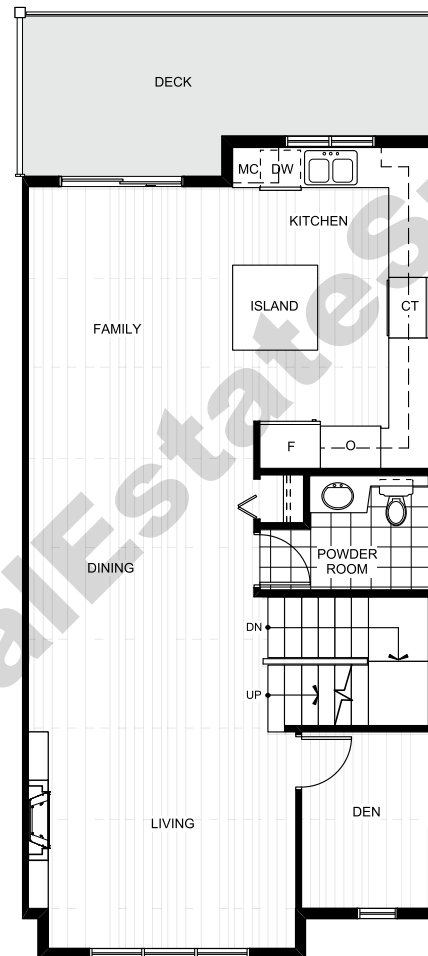 DECK
MC DW
KITCHEN
ISLAND
CT
FAMILY
F
O
DINING
POWDER
ROOM
DN
UP
LIVING
DEN